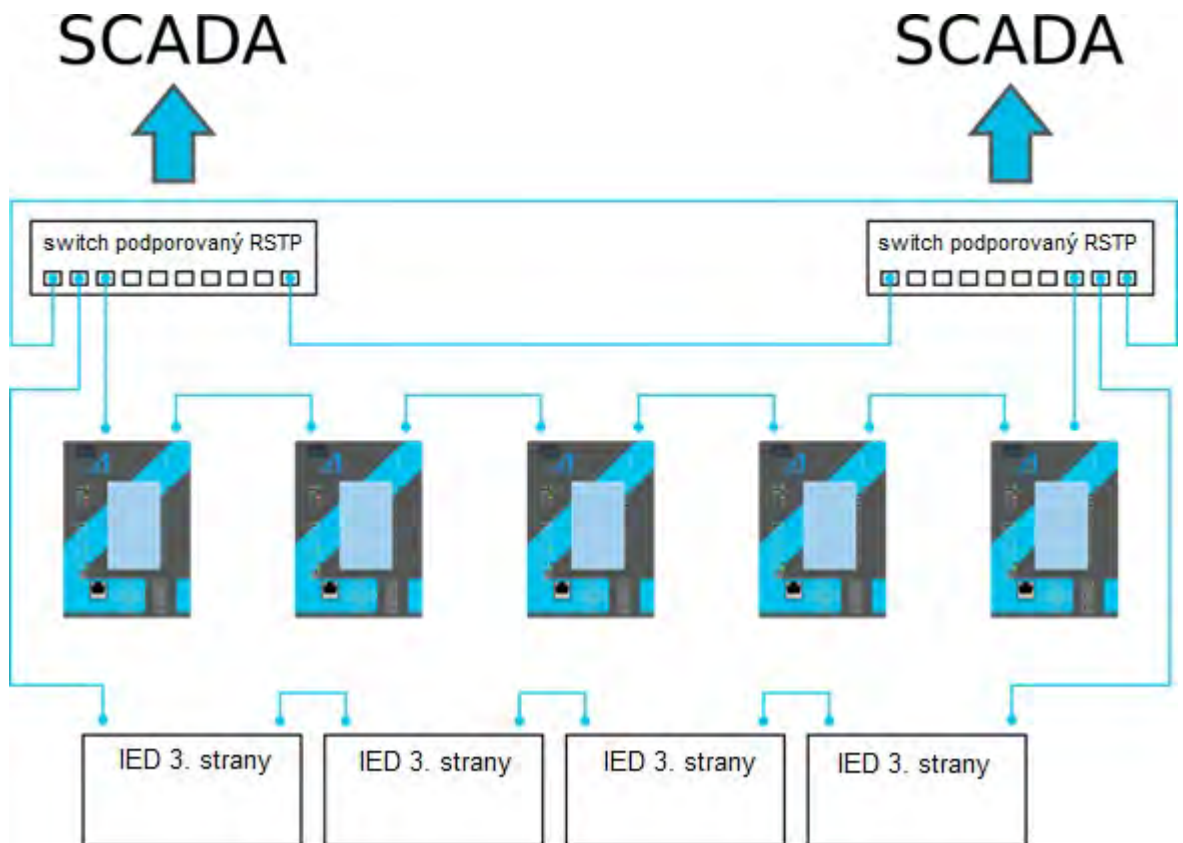 SCADA
SCADA
switch podporovaný RSTP
switch podporovaný RSTP
IED 3. strany
IED 3. strany
IED 3. strany
IED 3. strany